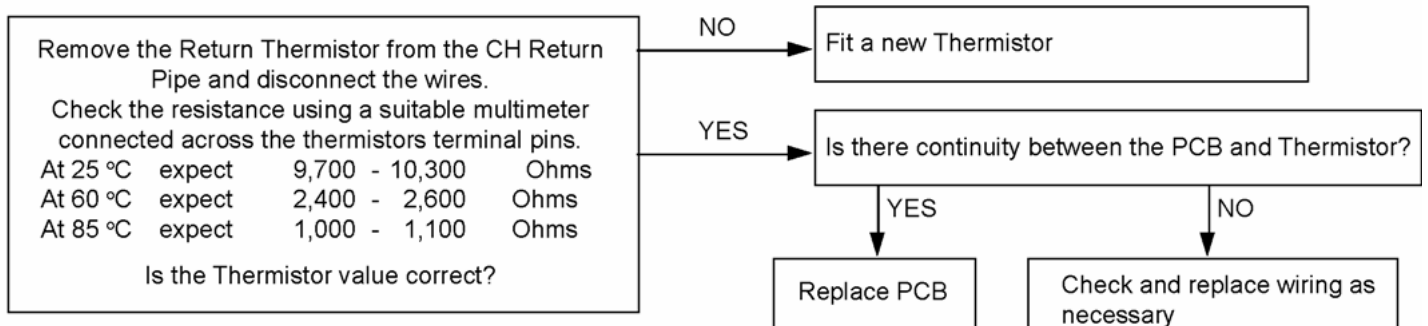 Remove the Return Thermistor from the CH Return
Pipe and disconnect the wires.
Check the resistance using a suitable multimeter
connected across the thermistors terminal pins.
At 25 °C expect 9,700 - 10,300 Ohms
At 60 °C expect 2,400 - 2,600 Ohms
At 85 °C expect 1,000 - 1,100 Ohms
Is the Thermistor value correct?
NO
Fit a new Thermistor
YES
Is there continuity between the PCB and Thermistor?
YES
Replace PCB
NO
Check and replace wiring as
necessary